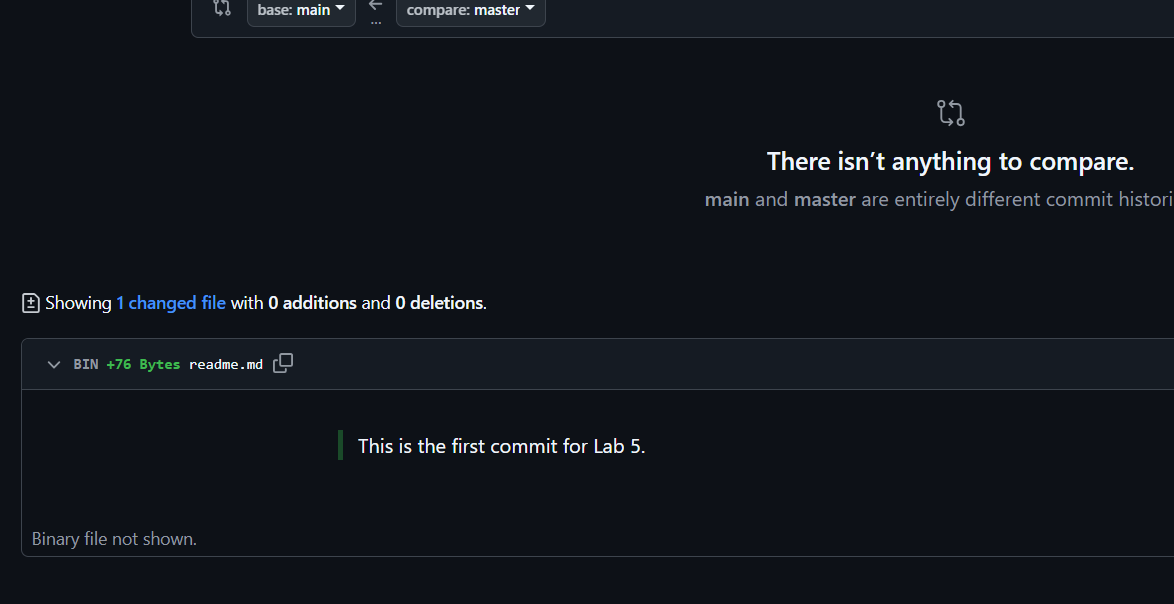 base: main
compare: master
...
There isn’t anything to compare.
main and master are entirely different commit histori
Showing 1 changed file with 0 additions and 0 deletions.
BIN +76 Bytes readme.md
This is the first commit for Lab 5.
Binary file not shown.